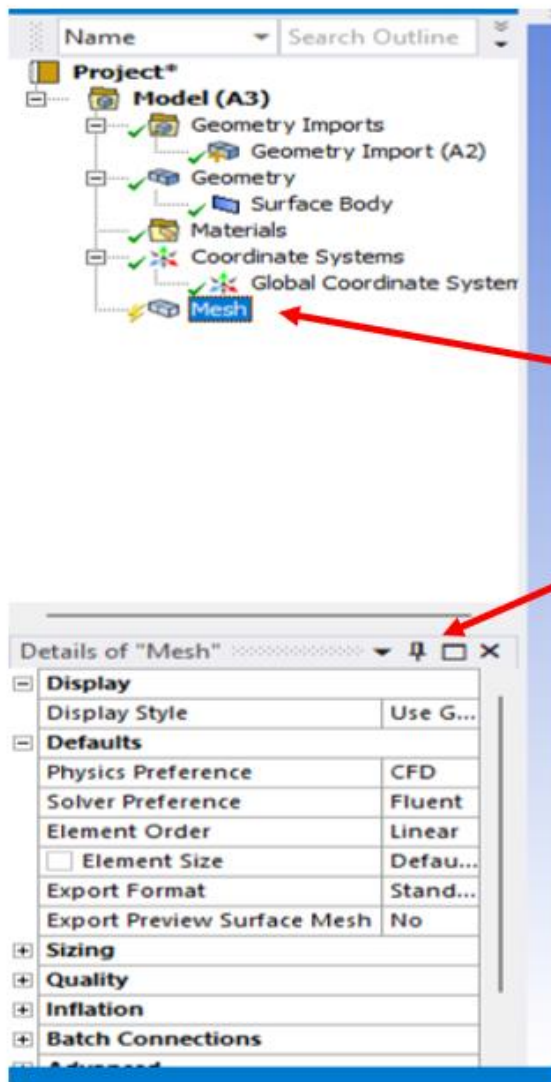 Name Search Outline
Project*
Model (A3)
Geometry Imports
Geometry Import (A2)
Geometry
Surface Body
Materials
Coordinate Systems
Global Coordinate System
Mesh
Details of "Mesh"
Display
Display Style Use G...
Defaults
Physics Preference CFD
Solver Preference Fluent
Element Order Linear
Element Size Defau...
Export Format Stand...
Export Preview Surface Mesh No
Sizing
Quality
Inflation
Batch Connections